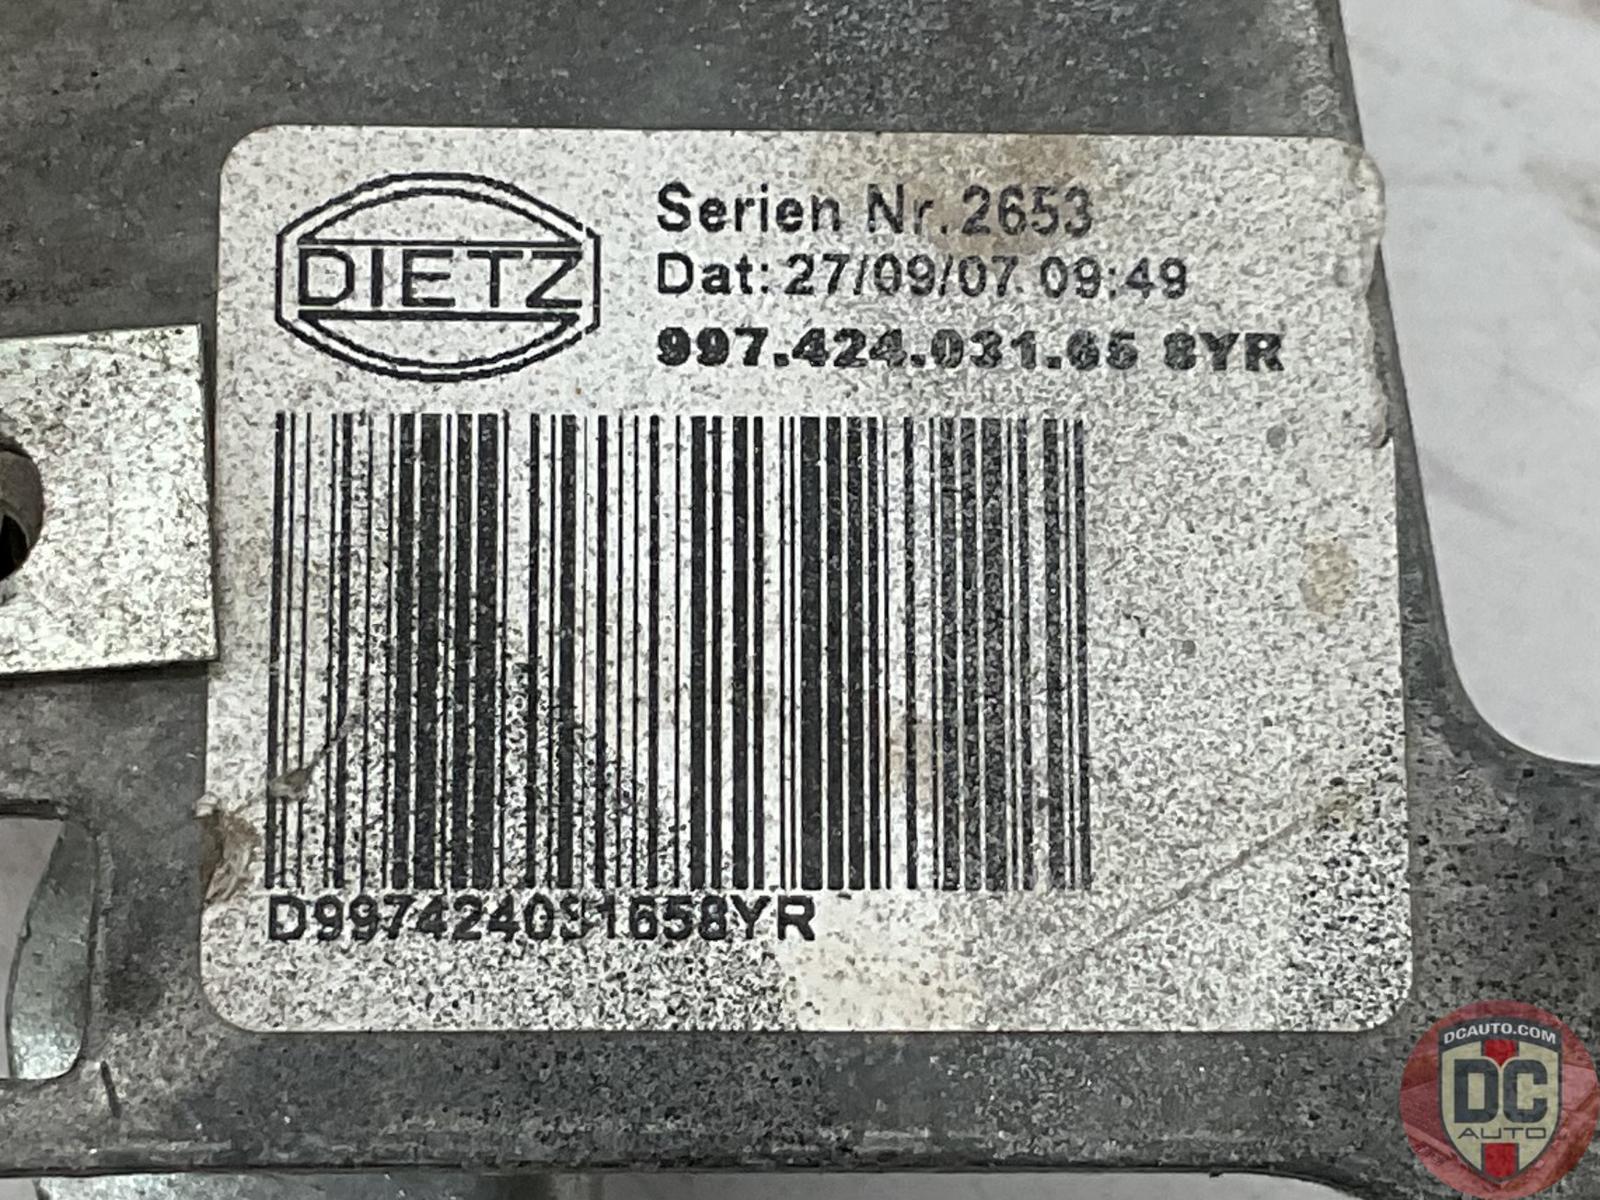 DIETZ
Serien Nr. 2653
Dat: 27/09/07 09:49
997.424.031.65 8YR
D997424031658YR
DCAUTO.COM
DC
AUTO